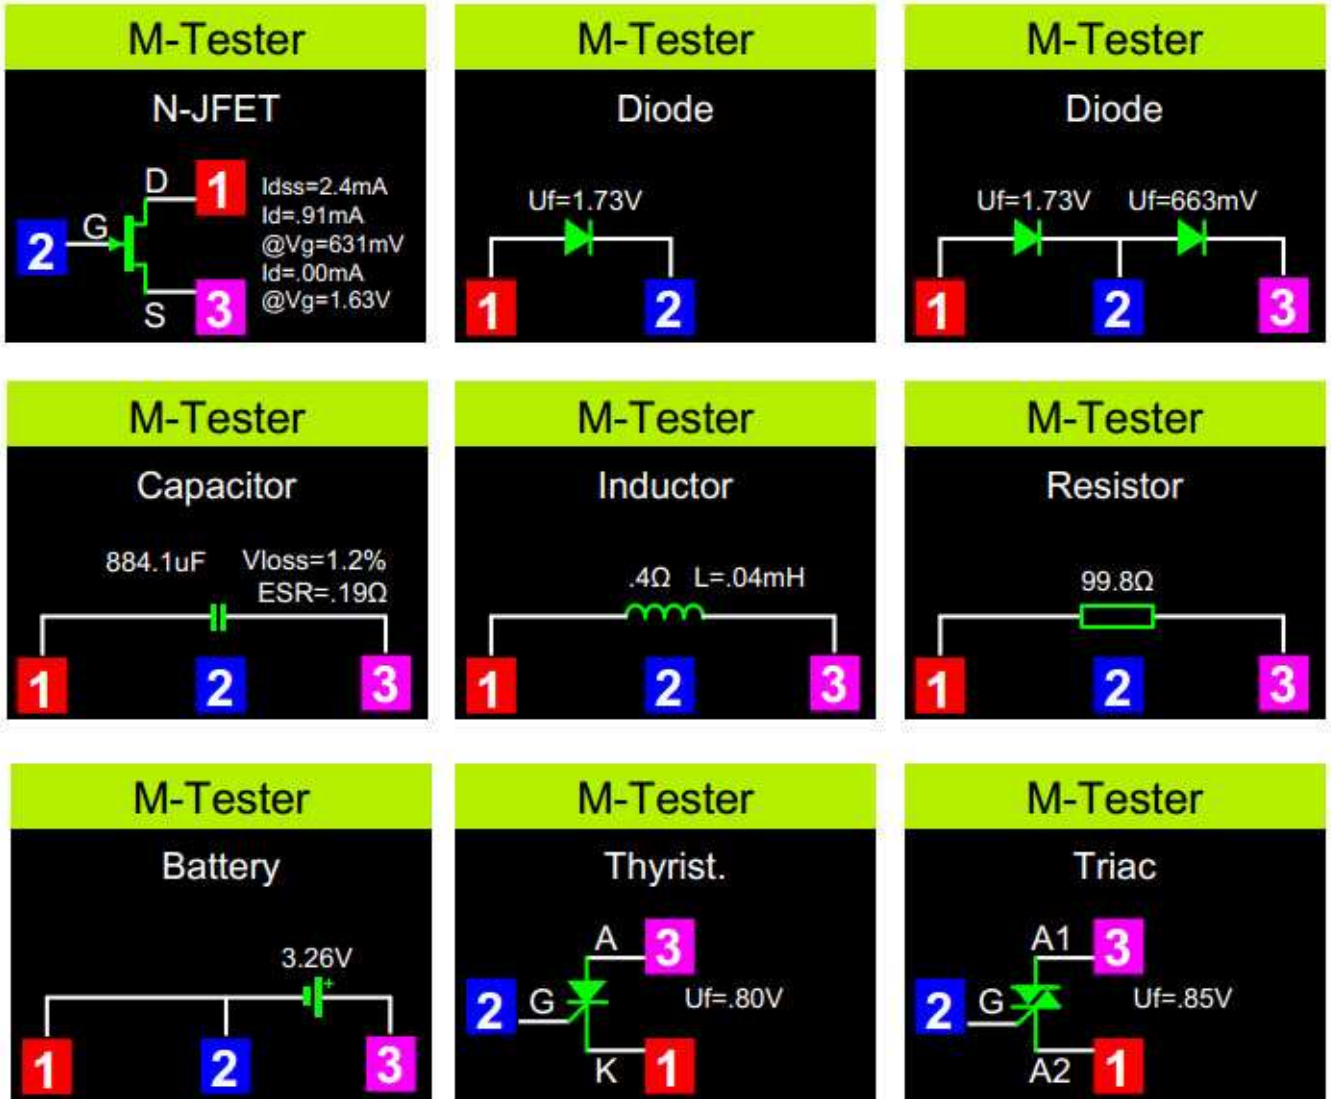 M-Tester
N-JFET
D
1
Idss=2.4mA
Id=.91mA
2
G
@Vg=631mV
Id=.00mA
@Vg=1.63V
S
3
M-Tester
Diode
Uf=1.73V
1
2
M-Tester
Diode
Uf=1.73V Uf=663mV
1
2
3
M-Tester
Capacitor
884.1uF Vloss=1.2%
ESR=.19Ω
1
2
3
M-Tester
Inductor
.4Ω L=.04mH
1
2
3
M-Tester
Resistor
99.8Ω
1
2
3
M-Tester
Battery
3.26V
+
1
2
3
M-Tester
Thyrist.
A
3
2
G
Uf=.80V
K
1
M-Tester
Triac
A1
3
2
G
Uf=.85V
A2
1